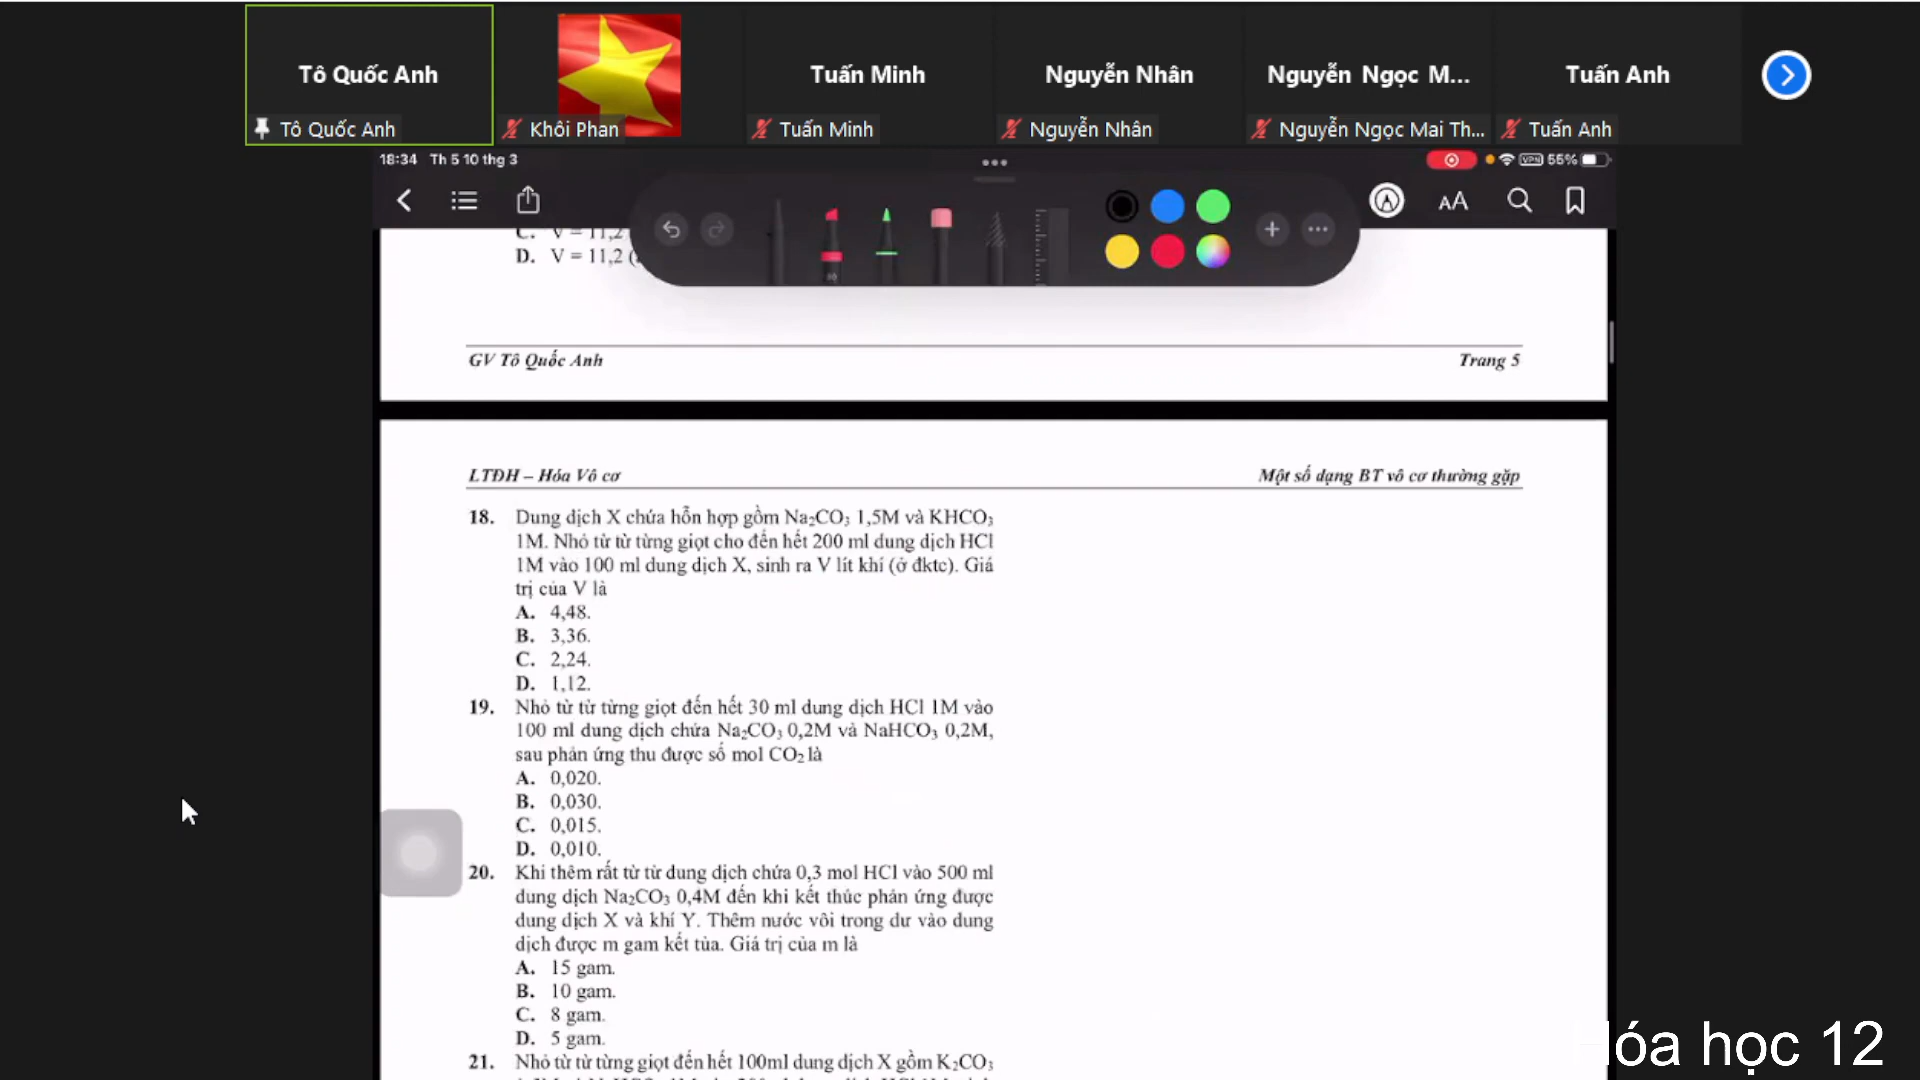 Tô Quốc Anh
Tuấn Minh
Nguyễn Nhân
Nguyễn Ngọc M...
Tuấn Anh
Tô Quốc Anh
Khôi Phan
Tuấn Minh
Nguyễn Nhân
Nguyễn Ngọc Mai Th...
Tuấn Anh
18:34 Th 5 10 thg 3
VPN 55%
AA
C. V = 11,2
D. V = 11,2
GV Tô Quốc Anh
Trang 5
LTĐH – Hóa Vô cơ
Một số dạng BT vô cơ thường gặp
18. Dung dịch X chứa hỗn hợp gồm Na₂CO₃ 1,5M và KHCO₃
1M. Nhỏ từ từ từng giọt cho đến hết 200 ml dung dịch HCl
1M vào 100 ml dung dịch X, sinh ra V lít khí (ở đktc). Giá
trị của V là
A. 4,48.
B. 3,36.
C. 2,24.
D. 1,12.
19. Nhỏ từ từ từng giọt đến hết 30 ml dung dịch HCl 1M vào
100 ml dung dịch chứa Na₂CO₃ 0,2M và NaHCO₃ 0,2M,
sau phản ứng thu được số mol CO₂ là
A. 0,020.
B. 0,030.
C. 0,015.
D. 0,010.
20. Khi thêm rất từ từ dung dịch chứa 0,3 mol HCl vào 500 ml
dung dịch Na₂CO₃ 0,4M đến khi kết thúc phản ứng được
dung dịch X và khí Y. Thêm nước vôi trong dư vào dung
dịch được m gam kết tủa. Giá trị của m là
A. 15 gam.
B. 10 gam.
C. 8 gam.
D. 5 gam.
21. Nhỏ từ từ từng giọt đến hết 100ml dung dịch X gồm K₂CO₃
óa học 12